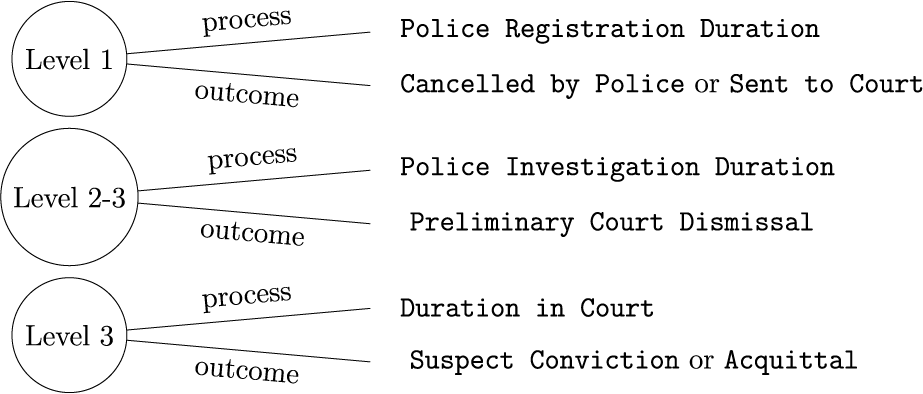 process
Police Registration Duration
Level 1
Cancelled by Police or Sent to Court
outcome
process
Police Investigation Duration
Level 2-3
Preliminary Court Dismissal
outcome
process
Duration in Court
Level 3
Suspect Conviction or Acquittal
outcome